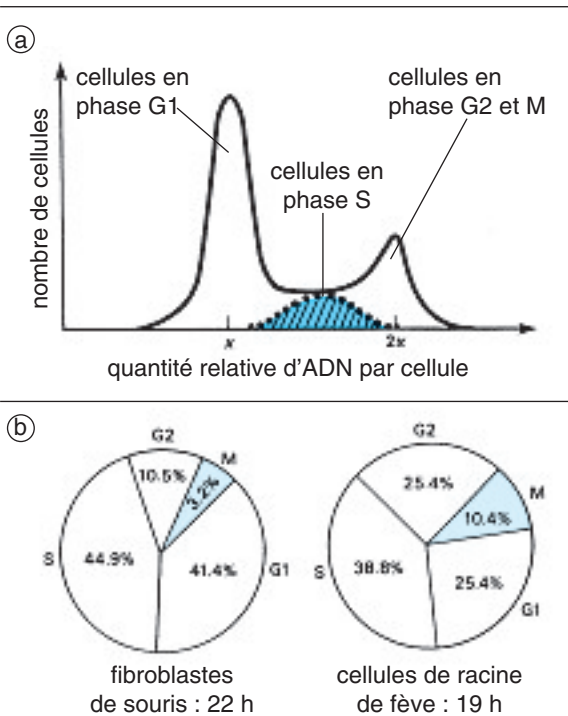 a
cellules en
phase G1
cellules en
phase G2 et M
cellules en
phase S
nombre de cellules
x
2x
quantité relative d'ADN par cellule
b
G2
10.5%
M
3.2%
S
44.9%
41.4%
G1
fibroblastes
de souris : 22 h
G2
25.4%
M
10.4%
S
38.8%
25.4%
G1
cellules de racine
de fève : 19 h